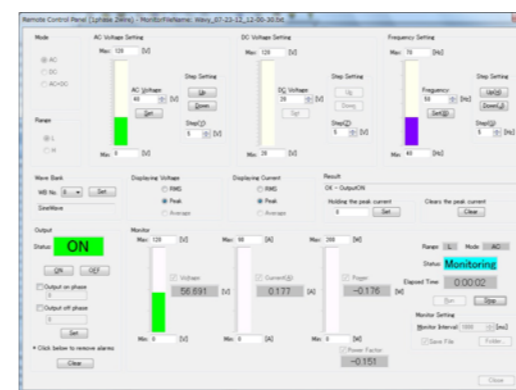 Remote Control Panel (1phase 2wire) - MonitorFileName: Wavy_07-23-12_12-00-30.txt
Mode
AC
DC
AC+DC
Range
L
H
AC Voltage Setting
Max: 120 [V]
AC Voltage
40 [V]
Set
Min: 0 [V]
Step Setting
Up
Down
Step(Y)
5 [V]
DC Voltage Setting
Max: 120 [V]
DC Voltage
20 [V]
Set
Min: 20 [V]
Step Setting
Up
Down
Step(Z)
5 [V]
Frequency Setting
Max: 70 [Hz]
Frequency
50 [Hz]
Set(B)
Min: 40 [Hz]
Step Setting
Up(H)
Down(J)
Step(G)
5 [Hz]
Wave Bank
WB No. 0 Set
SineWave
Displaying Voltage
RMS
Peak
Average
Displaying Current
RMS
Peak
Average
Result
OK - OutputON
Holding the peak current
0 Set
Clears the peak current
Clear
Output
Status: ON
ON OFF
Output on phase
0
Output off phase
0
Set
* Click below to remove alarms
Clear
Monitor
Max: 120 [V]
Voltage
56.691 [V]
Min: 0 [V]
Max: 60 [A]
Current(A)
0.177 [A]
Min: 0 [A]
Max: 200 [W]
Power
-0.176 [W]
Min: 0 [W]
Power Factor
-0.151
Range L Mode AC
Status: Monitoring
Elapsed Time 0:00:02
Run Stop
Monitor Setting
Monitor Interval 1000 [ms]
Save File Folder...
Close